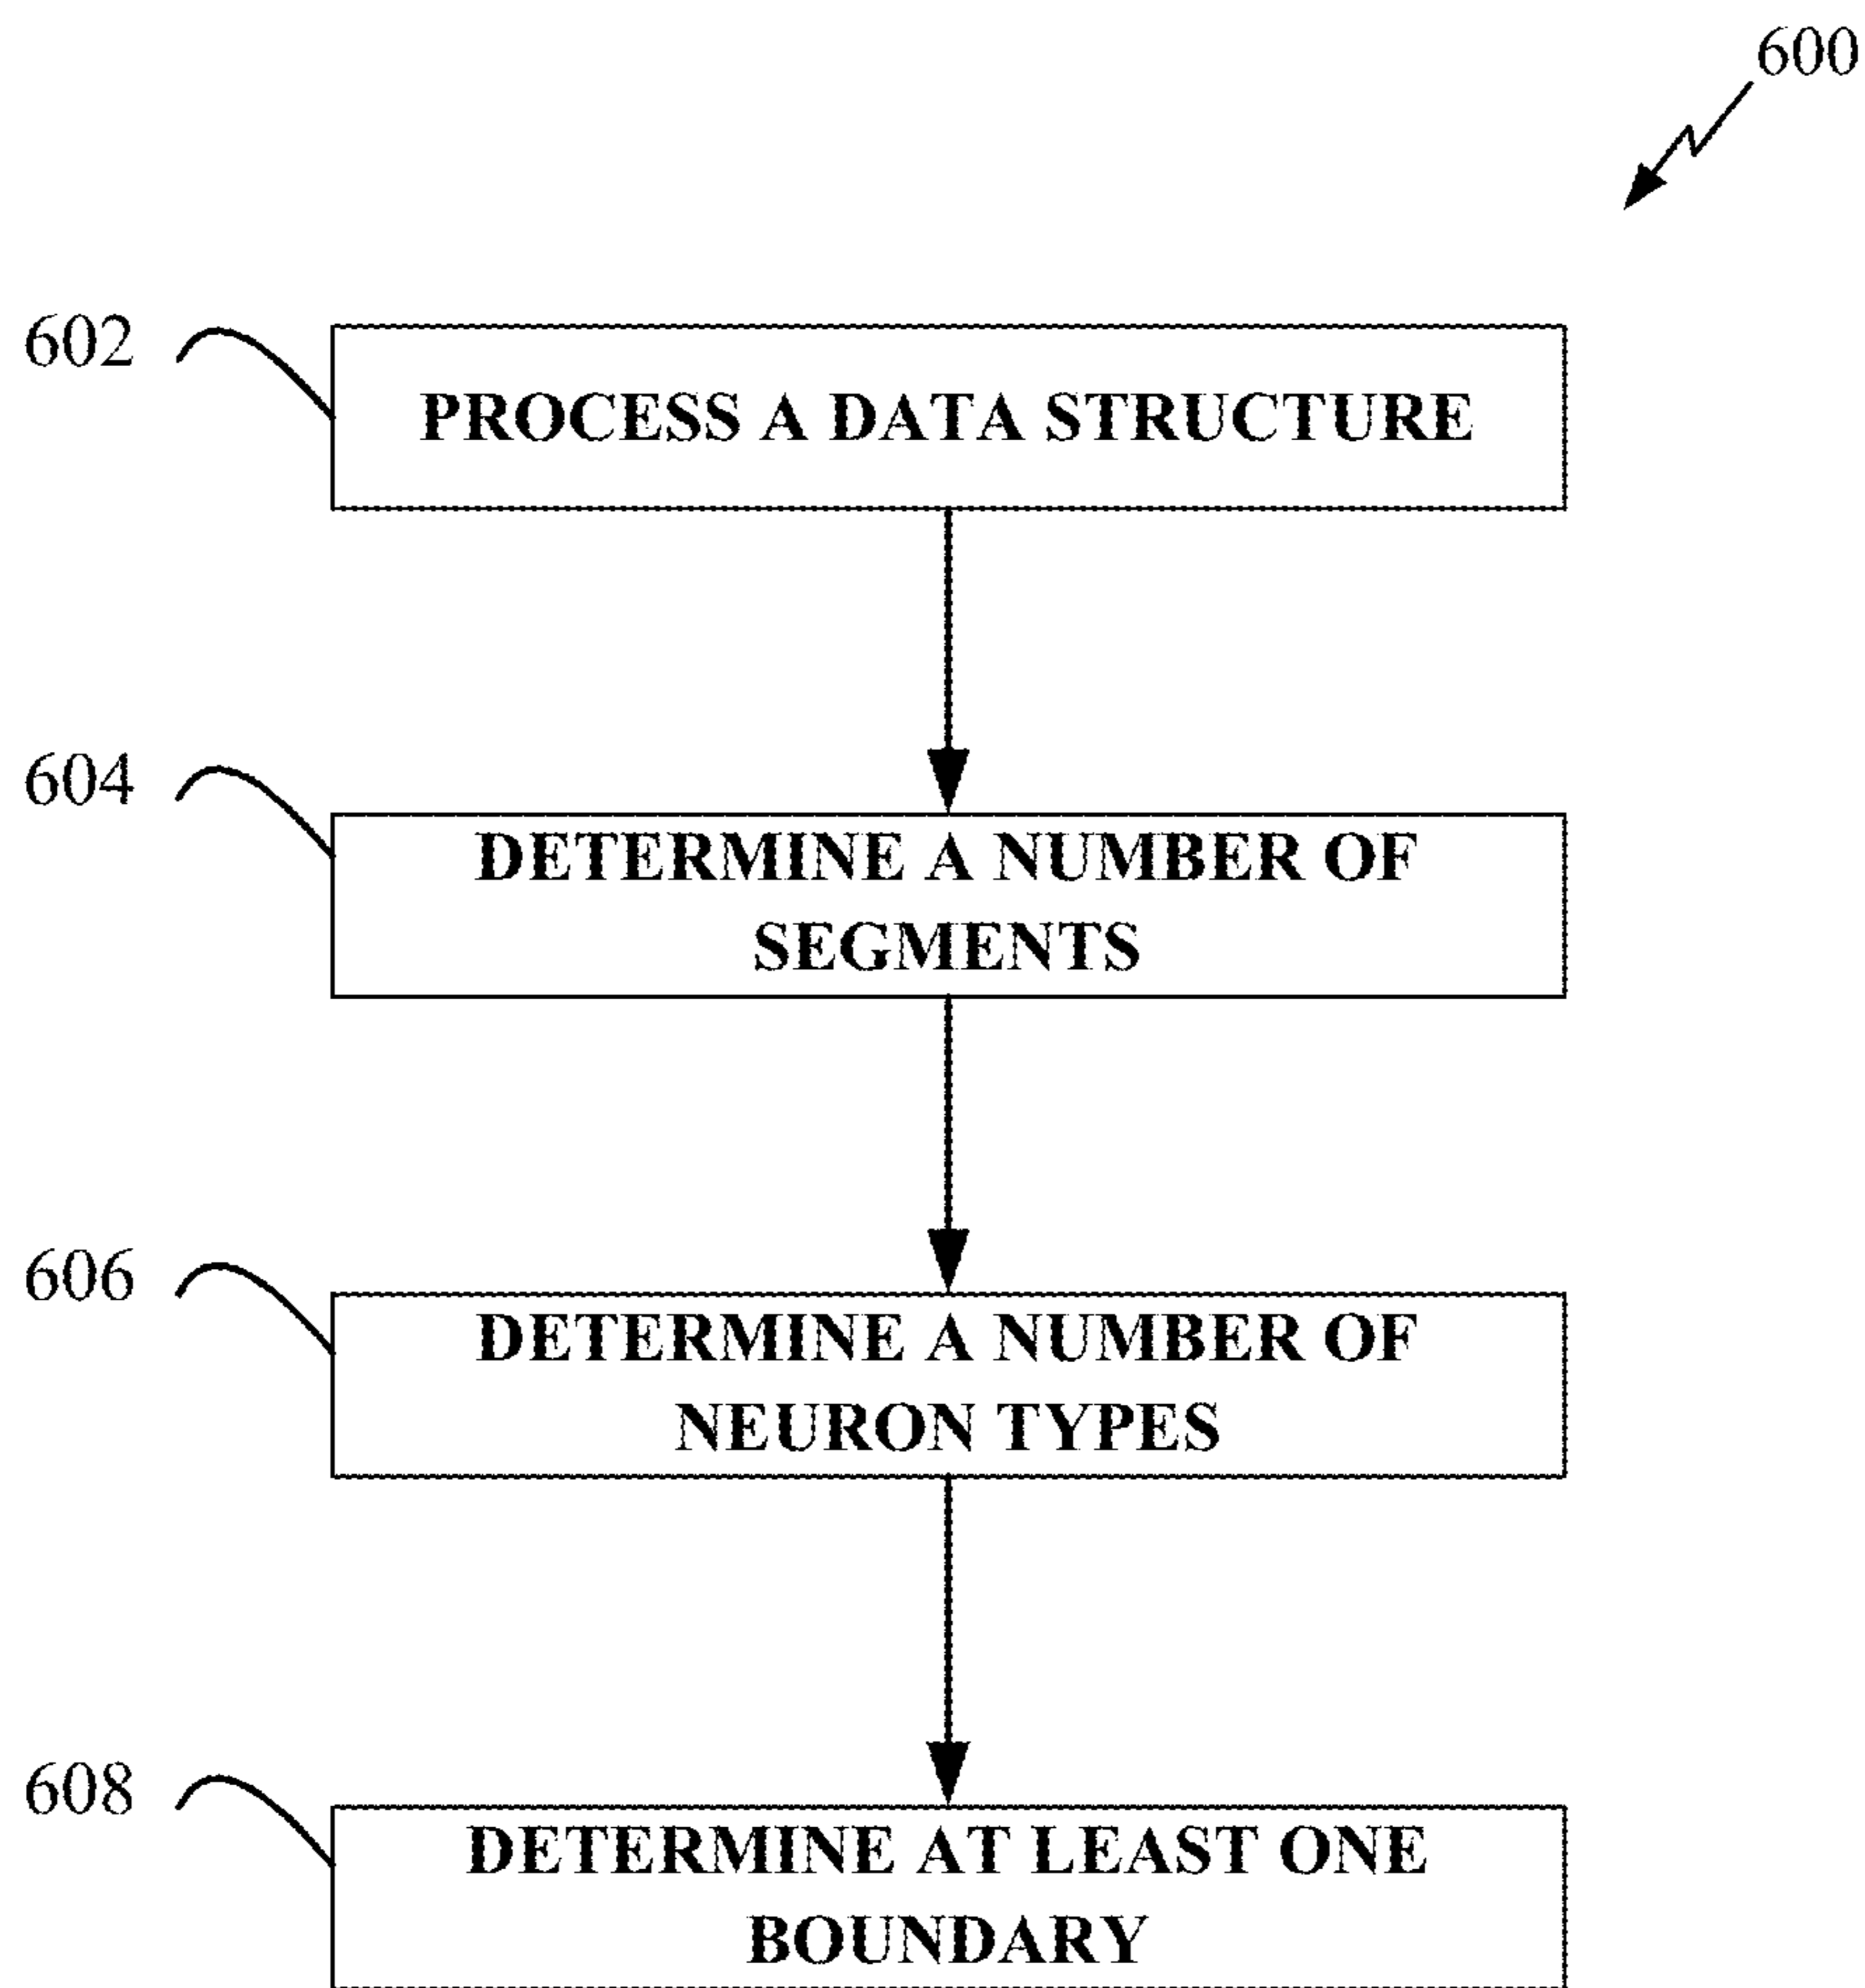 600
602
PROCESS A DATA STRUCTURE
604
DETERMINE A NUMBER OF
SEGMENTS
606
DETERMINE A NUMBER OF
NEURON TYPES
608
DETERMINE AT LEAST ONE
BOUNDARY